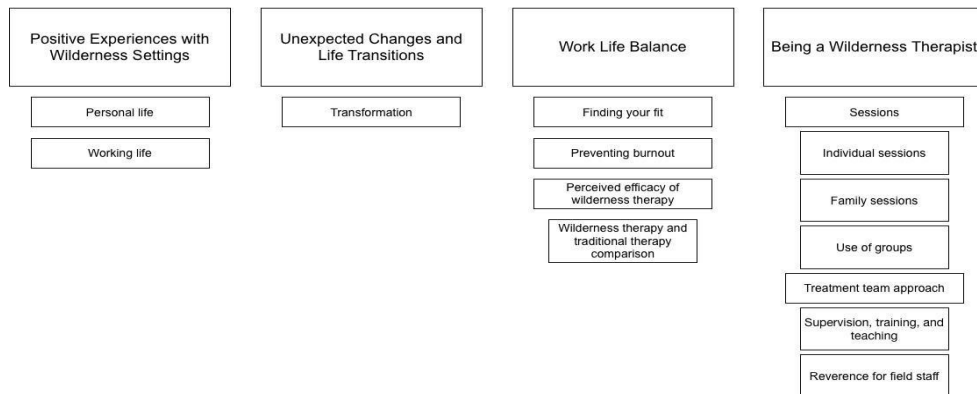 Positive Experiences with
Wilderness Settings
Personal life
Working life
Unexpected Changes and
Life Transitions
Transformation
Work Life Balance
Finding your fit
Preventing burnout
Perceived efficacy of
wilderness therapy
Wilderness therapy and
traditional therapy
comparison
Being a Wilderness Therapist
Sessions
Individual sessions
Family sessions
Use of groups
Treatment team approach
Supervision, training, and
teaching
Reverence for field staff